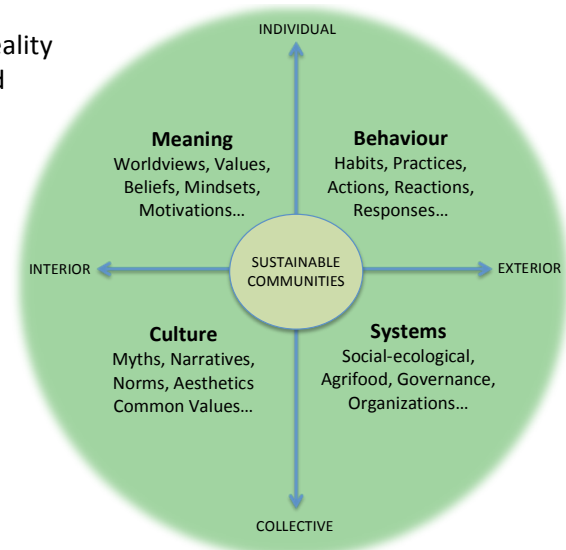 INDIVIDUAL
Meaning
Worldviews, Values,
Beliefs, Mindsets,
Motivations…
Behaviour
Habits, Practices,
Actions, Reactions,
Responses…
INTERIOR
SUSTAINABLE
COMMUNITIES
EXTERIOR
Culture
Myths, Narratives,
Norms, Aesthetics
Common Values…
Systems
Social-ecological,
Agrifood, Governance,
Organizations…
COLLECTIVE